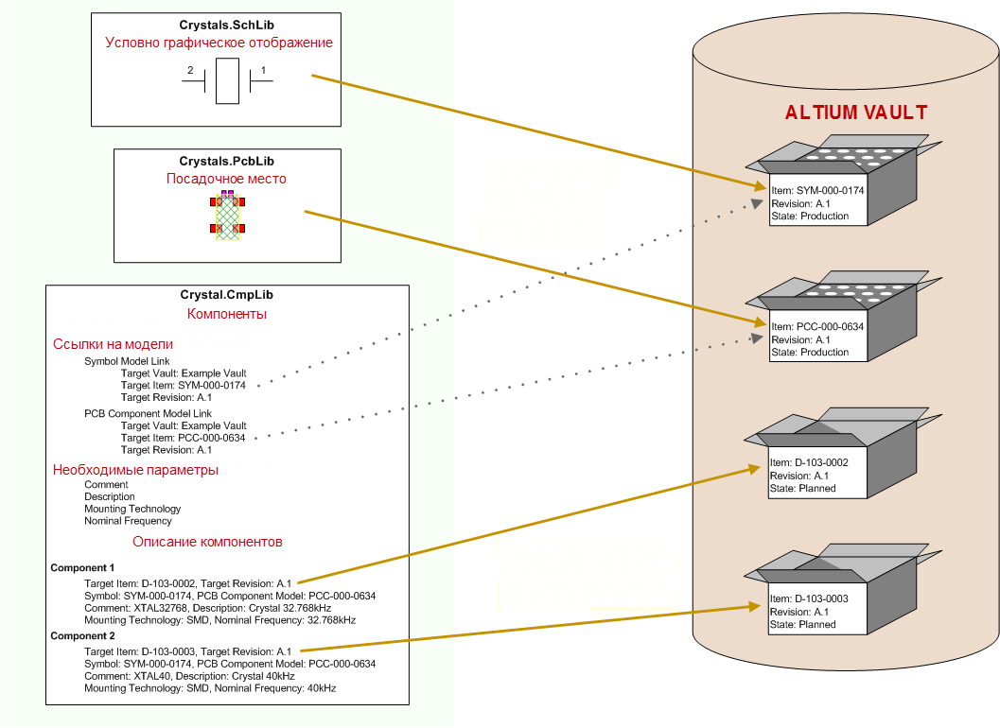 Crystals.SchLib
Условно графическое отображение
2
1
Crystals.PcbLib
Посадочное место
Crystal.CmpLib
Компоненты
Ссылки на модели
Symbol Model Link
Target Vault: Example Vault
Target Item: SYM-000-0174
Target Revision: A.1
PCB Component Model Link
Target Vault: Example Vault
Target Item: PCC-000-0634
Target Revision: A.1
Необходимые параметры
Comment
Description
Mounting Technology
Nominal Frequency
Описание компонентов
Component 1
Target Item: D-103-0002, Target Revision: A.1
Symbol: SYM-000-0174, PCB Component Model: PCC-000-0634
Comment: XTAL32768, Description: Crystal 32.768kHz
Mounting Technology: SMD, Nominal Frequency: 32.768kHz
Component 2
Target Item: D-103-0003, Target Revision: A.1
Symbol: SYM-000-0174, PCB Component Model: PCC-000-0634
Comment: XTAL40, Description: Crystal 40kHz
Mounting Technology: SMD, Nominal Frequency: 40kHz
ALTIUM VAULT
Item: SYM-000-0174
Revision: A.1
State: Production
Item: PCC-000-0634
Revision: A.1
State: Production
Item: D-103-0002
Revision: A.1
State: Planned
Item: D-103-0003
Revision: A.1
State: Planned